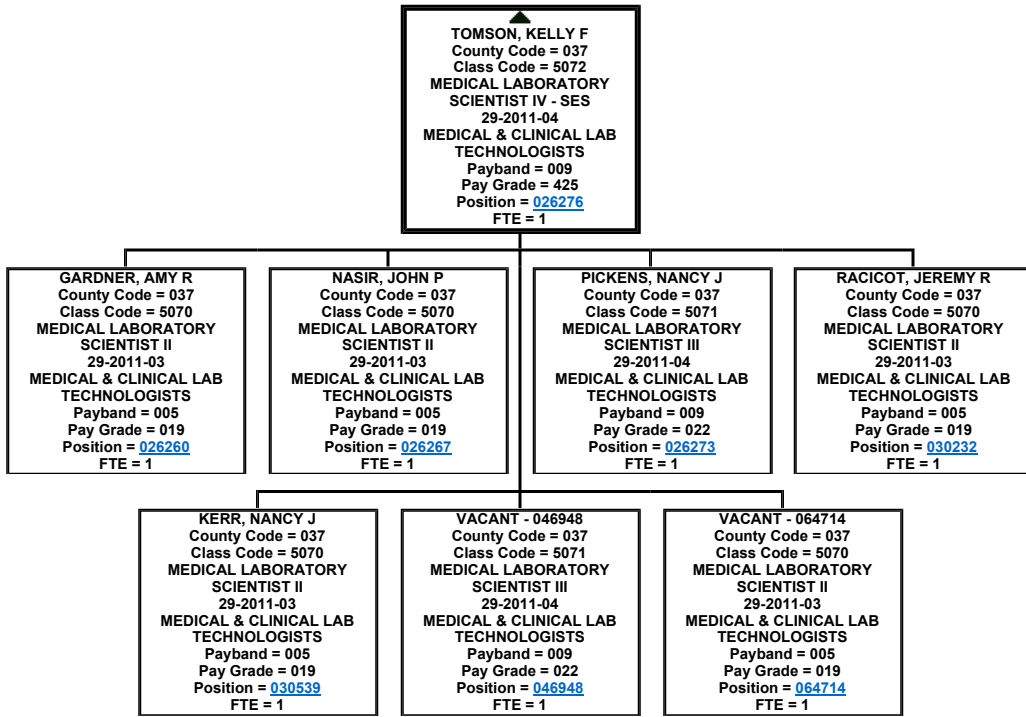 TOMSON, KELLY F
County Code = 037
Class Code = 5072
MEDICAL LABORATORY
SCIENTIST IV - SES
29-2011-04
MEDICAL & CLINICAL LAB
TECHNOLOGISTS
Payband = 009
Pay Grade = 425
Position = 026276
FTE = 1
GARDNER, AMY R
County Code = 037
Class Code = 5070
MEDICAL LABORATORY
SCIENTIST II
29-2011-03
MEDICAL & CLINICAL LAB
TECHNOLOGISTS
Payband = 005
Pay Grade = 019
Position = 026260
FTE = 1
NASIR, JOHN P
County Code = 037
Class Code = 5070
MEDICAL LABORATORY
SCIENTIST II
29-2011-03
MEDICAL & CLINICAL LAB
TECHNOLOGISTS
Payband = 005
Pay Grade = 019
Position = 026267
FTE = 1
PICKENS, NANCY J
County Code = 037
Class Code = 5071
MEDICAL LABORATORY
SCIENTIST III
29-2011-04
MEDICAL & CLINICAL LAB
TECHNOLOGISTS
Payband = 009
Pay Grade = 022
Position = 026273
FTE = 1
RACICOT, JEREMY R
County Code = 037
Class Code = 5070
MEDICAL LABORATORY
SCIENTIST II
29-2011-03
MEDICAL & CLINICAL LAB
TECHNOLOGISTS
Payband = 005
Pay Grade = 019
Position = 030232
FTE = 1
KERR, NANCY J
County Code = 037
Class Code = 5070
MEDICAL LABORATORY
SCIENTIST II
29-2011-03
MEDICAL & CLINICAL LAB
TECHNOLOGISTS
Payband = 005
Pay Grade = 019
Position = 030539
FTE = 1
VACANT - 046948
County Code = 037
Class Code = 5071
MEDICAL LABORATORY
SCIENTIST III
29-2011-04
MEDICAL & CLINICAL LAB
TECHNOLOGISTS
Payband = 009
Pay Grade = 022
Position = 046948
FTE = 1
VACANT - 064714
County Code = 037
Class Code = 5070
MEDICAL LABORATORY
SCIENTIST II
29-2011-03
MEDICAL & CLINICAL LAB
TECHNOLOGISTS
Payband = 005
Pay Grade = 019
Position = 064714
FTE = 1